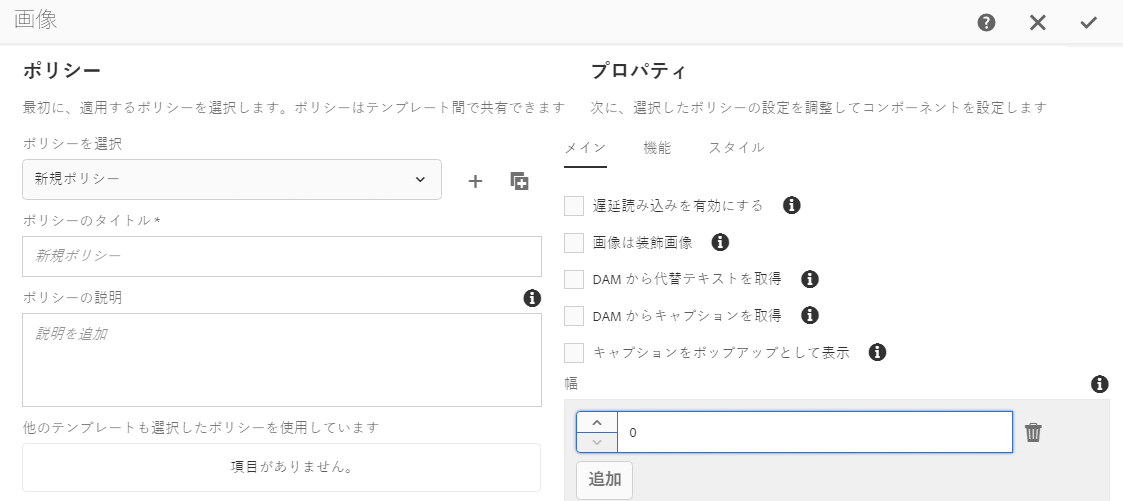 画像
ポリシー
最初に、適用するポリシーを選択します。ポリシーはテンプレート間で共有できます
ポリシーを選択
新規ポリシー
ポリシーのタイトル *
新規ポリシー
ポリシーの説明
説明を追加
他のテンプレートも選択したポリシーを使用しています
項目がありません。
プロパティ
次に、選択したポリシーの設定を調整してコンポーネントを設定します
メイン 機能 スタイル
遅延読み込みを有効にする
画像は装飾画像
DAM から代替テキストを取得
DAM からキャプションを取得
キャプションをポップアップとして表示
幅
0
追加